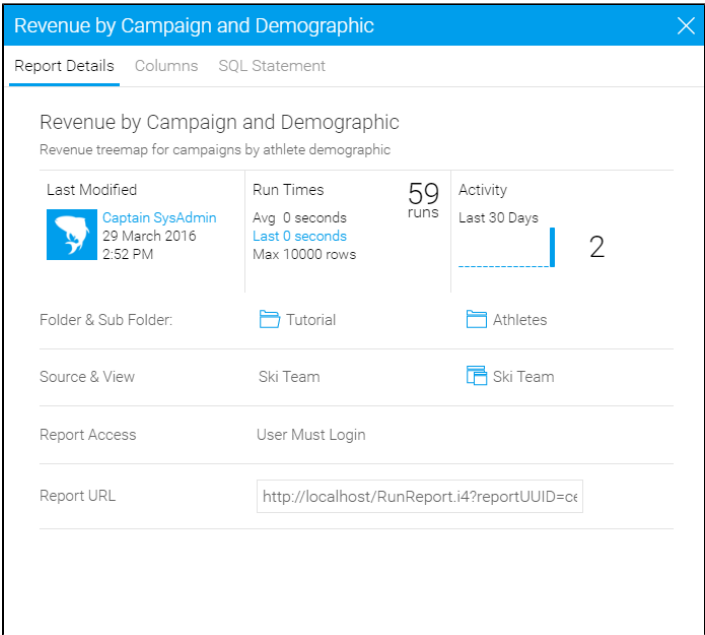 Revenue by Campaign and Demographic
Report Details Columns SQL Statement
Revenue by Campaign and Demographic
Revenue treemap for campaigns by athlete demographic
Last Modified
Captain SysAdmin
29 March 2016
2:52 PM
Run Times
59
runs
Avg 0 seconds
Last 0 seconds
Max 10000 rows
Activity
Last 30 Days
2
Folder & Sub Folder: Tutorial Athletes
Source & View Ski Team Ski Team
Report Access User Must Login
Report URL http://localhost/RunReport.i4?reportUUID=ce